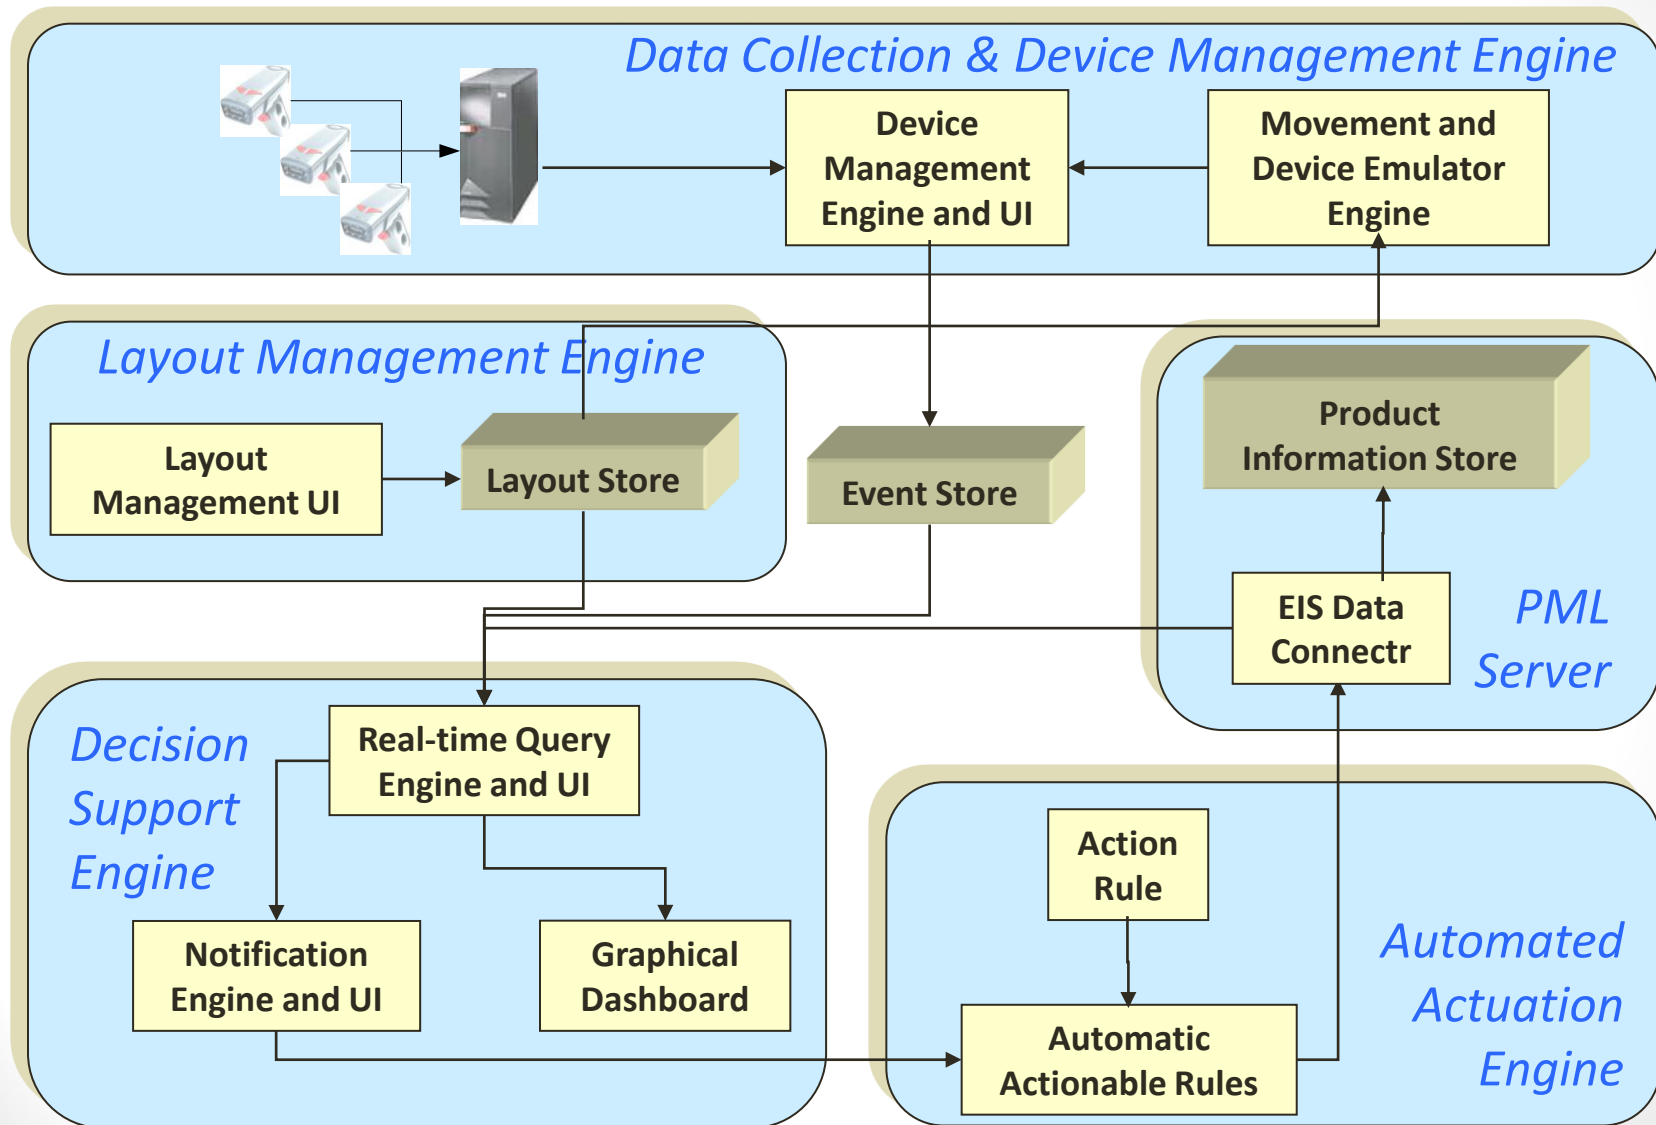 Data Collection & Device Management Engine
Device
Management
Engine and UI
Movement and
Device Emulator
Engine
Layout Management Engine
Layout
Management UI
Layout Store
Event Store
Product
Information Store
EIS Data
Connectr
PML
Server
Decision
Support
Engine
Real-time Query
Engine and UI
Notification
Engine and UI
Graphical
Dashboard
Action
Rule
Automatic
Actionable Rules
Automated
Actuation
Engine